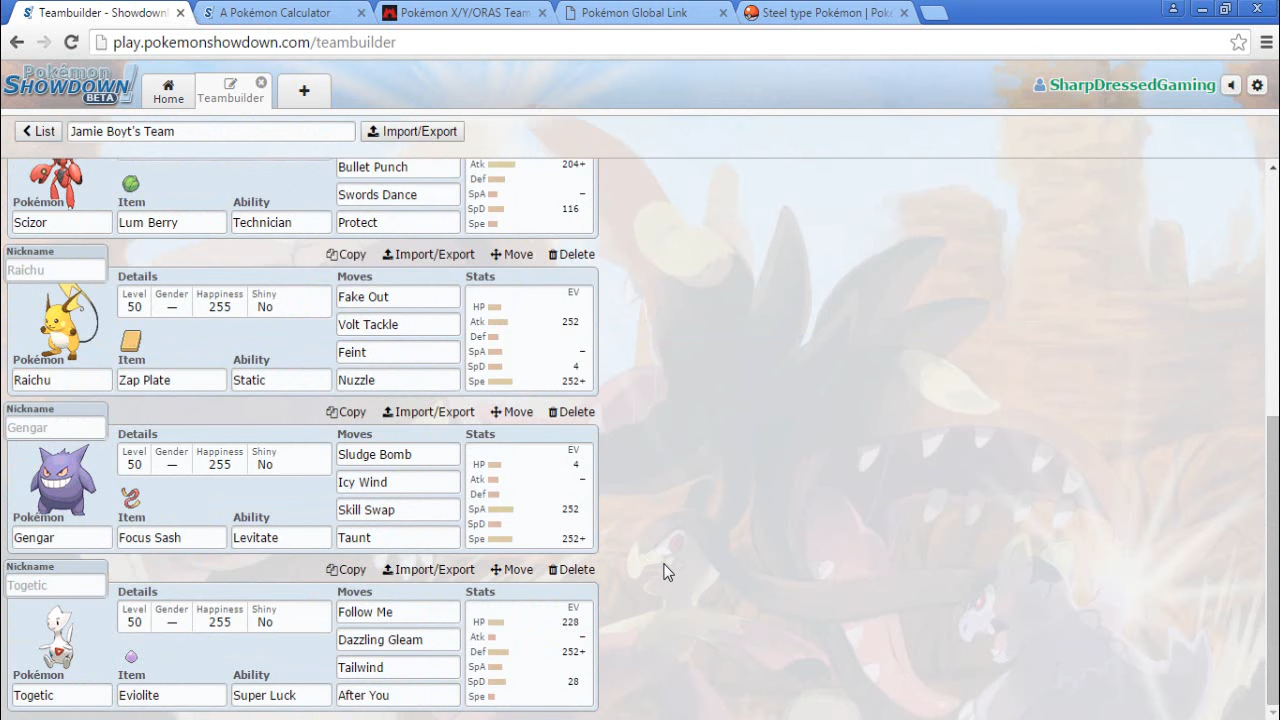 Teambuilder - Showdown! × A Pokémon Calculator × Pokémon X/Y/ORAS Team × Pokémon Global Link × Steel type Pokémon | Pok ×
play.pokemonshowdown.com/teambuilder
Pokémon SHOWDOWN! BETA Home Teambuilder + SharpDressedGaming
List Jamie Boyt's Team Import/Export
Bullet Punch Atk 204+
Def
Swords Dance SpA –
Pokémon Item Ability SpD 116
Scizor Lum Berry Technician Protect Spe
Nickname Copy Import/Export Move Delete
Raichu Details Moves Stats
Level Gender Happiness Shiny Fake Out EV
50 — 255 No HP
Volt Tackle Atk 252
Def
Feint SpA –
Pokémon Item Ability SpD 4
Raichu Zap Plate Static Nuzzle Spe 252+
Nickname Copy Import/Export Move Delete
Gengar Details Moves Stats
Level Gender Happiness Shiny Sludge Bomb EV
50 — 255 No HP 4
Icy Wind Atk –
Def
Skill Swap SpA 252
Pokémon Item Ability SpD
Gengar Focus Sash Levitate Taunt Spe 252+
Nickname Copy Import/Export Move Delete
Togetic Details Moves Stats
Level Gender Happiness Shiny Follow Me EV
50 — 255 No HP 228
Dazzling Gleam Atk –
Def 252+
Tailwind SpA
Pokémon Item Ability SpD 28
Togetic Eviolite Super Luck After You Spe